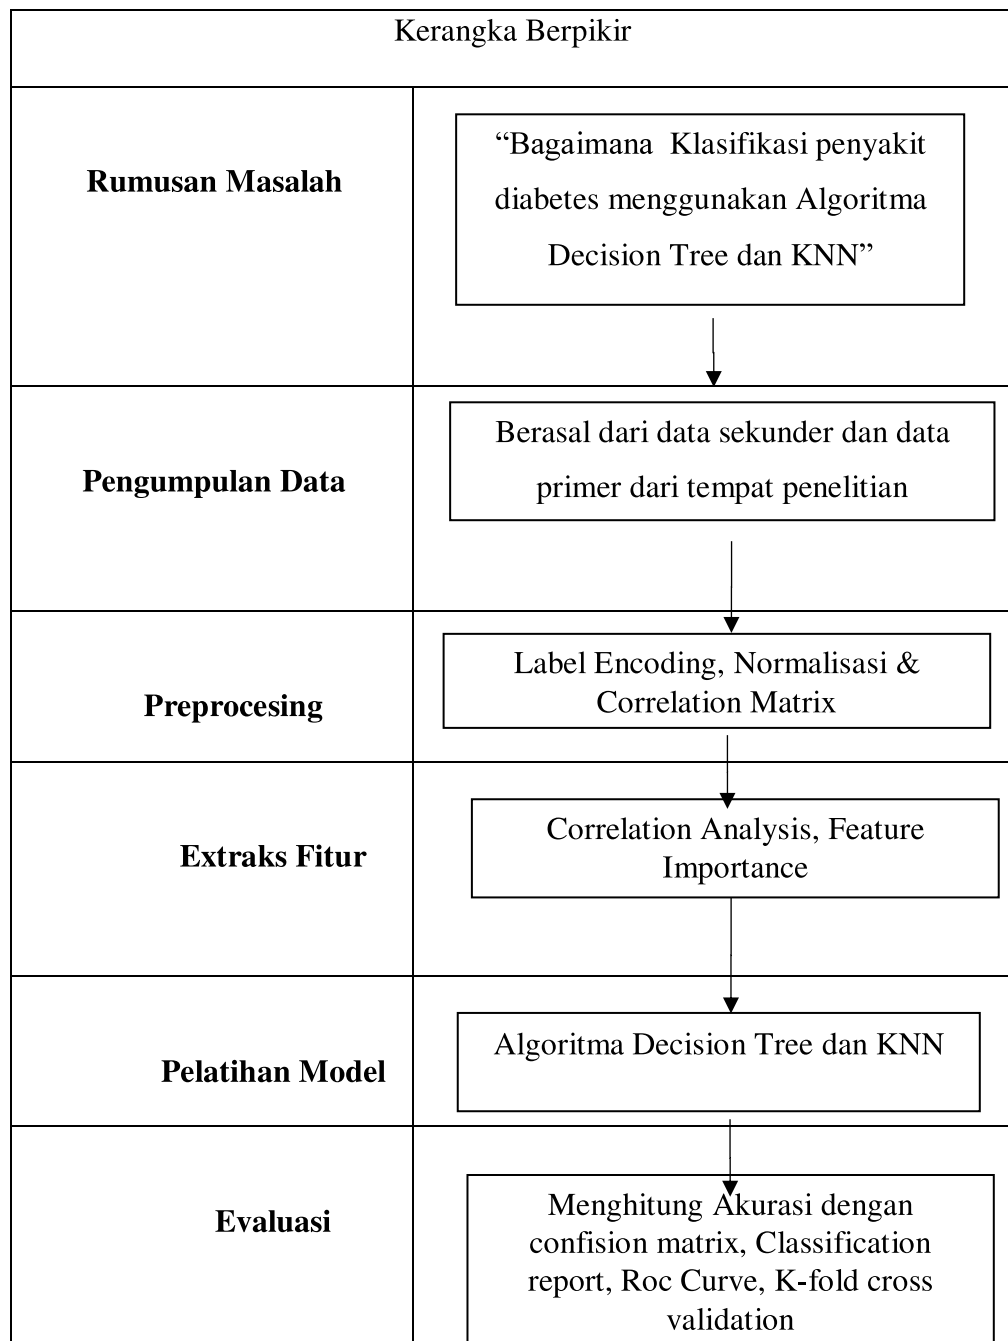 Kerangka Berpikir
Rumusan Masalah
“Bagaimana Klasifikasi penyakit
diabetes menggunakan Algoritma
Decision Tree dan KNN”
Pengumpulan Data
Berasal dari data sekunder dan data
primer dari tempat penelitian
Preprocesing
Label Encoding, Normalisasi &
Correlation Matrix
Extraks Fitur
Correlation Analysis, Feature
Importance
Pelatihan Model
Algoritma Decision Tree dan KNN
Evaluasi
Menghitung Akurasi dengan
confision matrix, Classification
report, Roc Curve, K-fold cross
validation